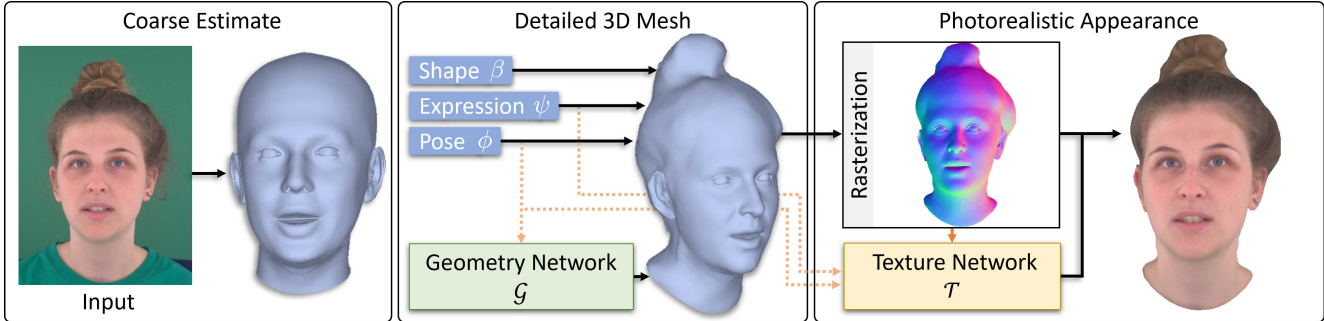 Coarse Estimate
Input
Detailed 3D Mesh
Shape β
Expression ψ
Pose ϕ
Geometry Network
𝒢
Photorealistic Appearance
Rasterization
Texture Network
𝒯